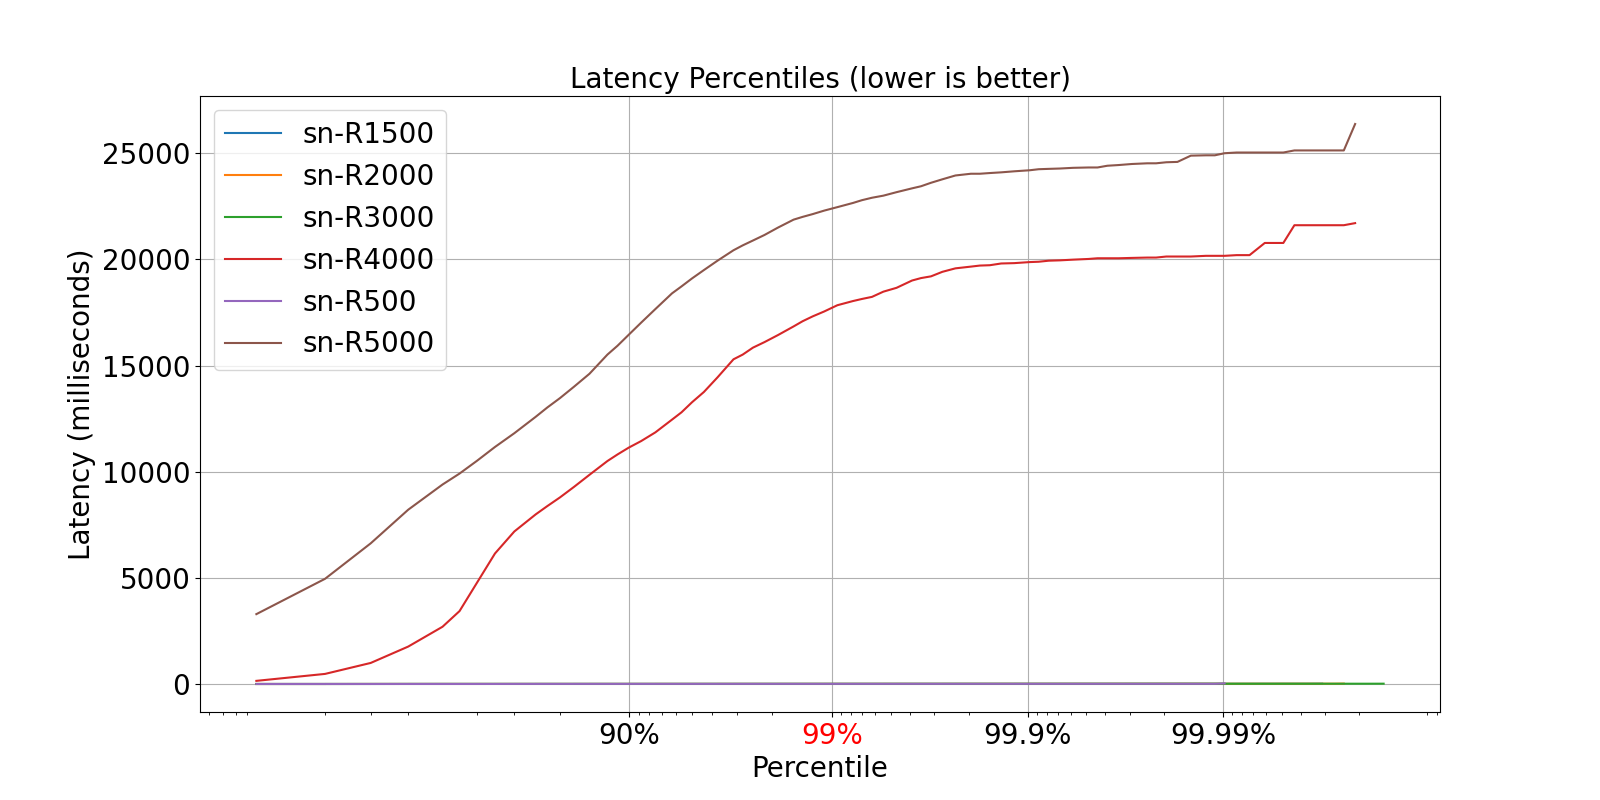 Latency Percentiles (lower is better)
sn-R1500
sn-R2000
sn-R3000
sn-R4000
sn-R500
sn-R5000
Latency (milliseconds)
25000
20000
15000
10000
5000
0
90%
99%
99.9%
99.99%
Percentile